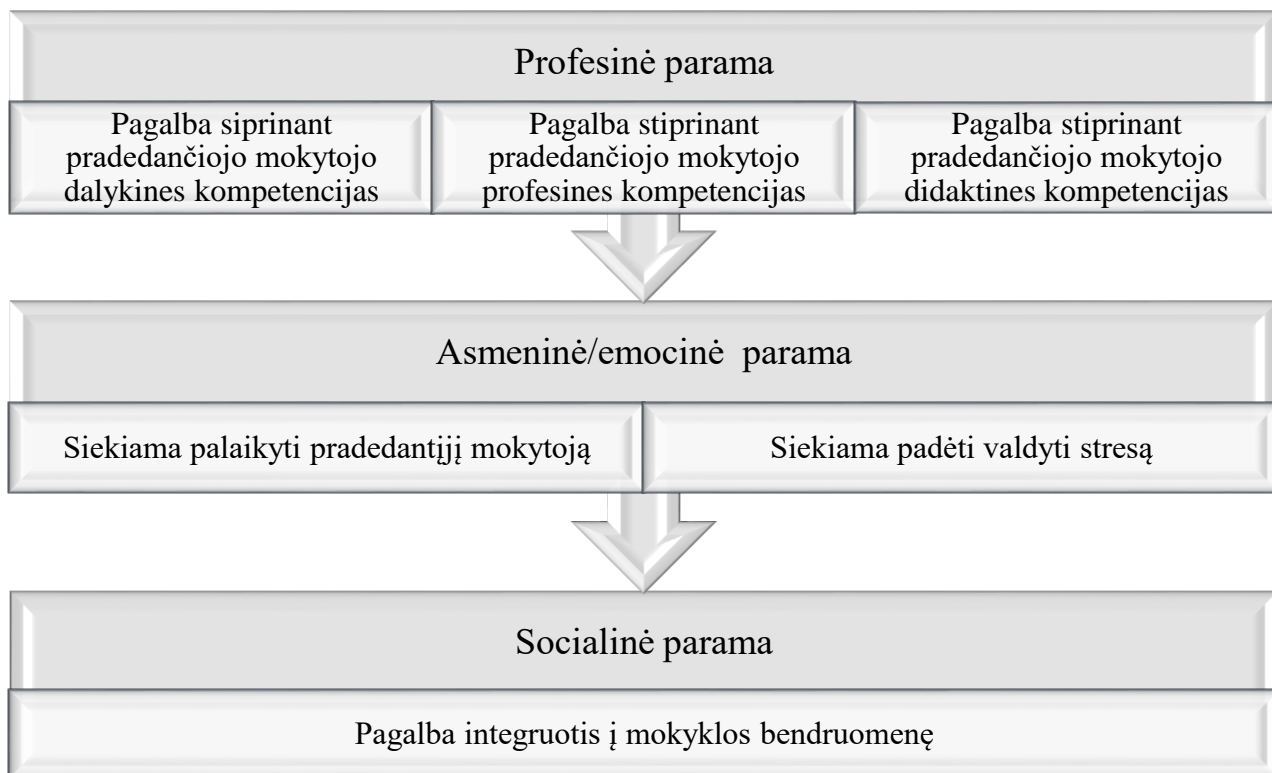 Profesinė parama
Pagalba siprinant
pradedančiojo mokytojo
dalykines kompetencijas
Pagalba stiprinant
pradedančiojo mokytojo
profesines kompetencijas
Pagalba stiprinant
pradedančiojo mokytojo
didaktines kompetencijas
Asmeninė/emocinė parama
Siekiama palaikyti pradedantįjį mokytoją
Siekiama padėti valdyti stresą
Socialinė parama
Pagalba integruotis į mokyklos bendruomenę